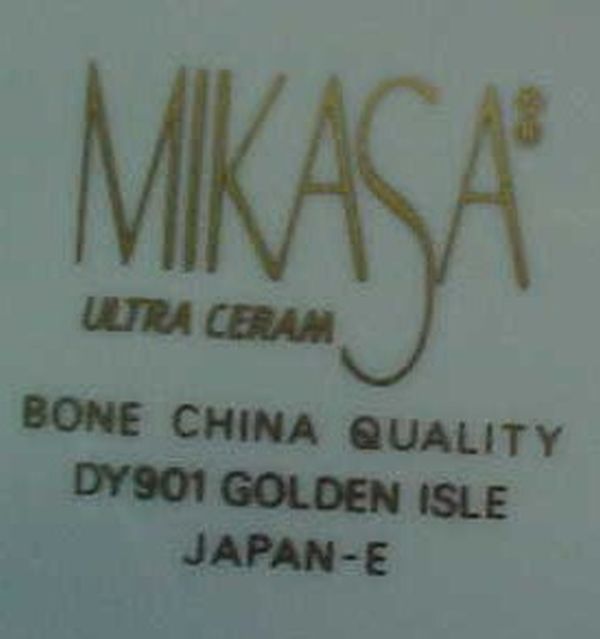 MIKASA
ULTRA CERAM
BONE CHINA QUALITY
DY901 GOLDEN ISLE
JAPAN-E